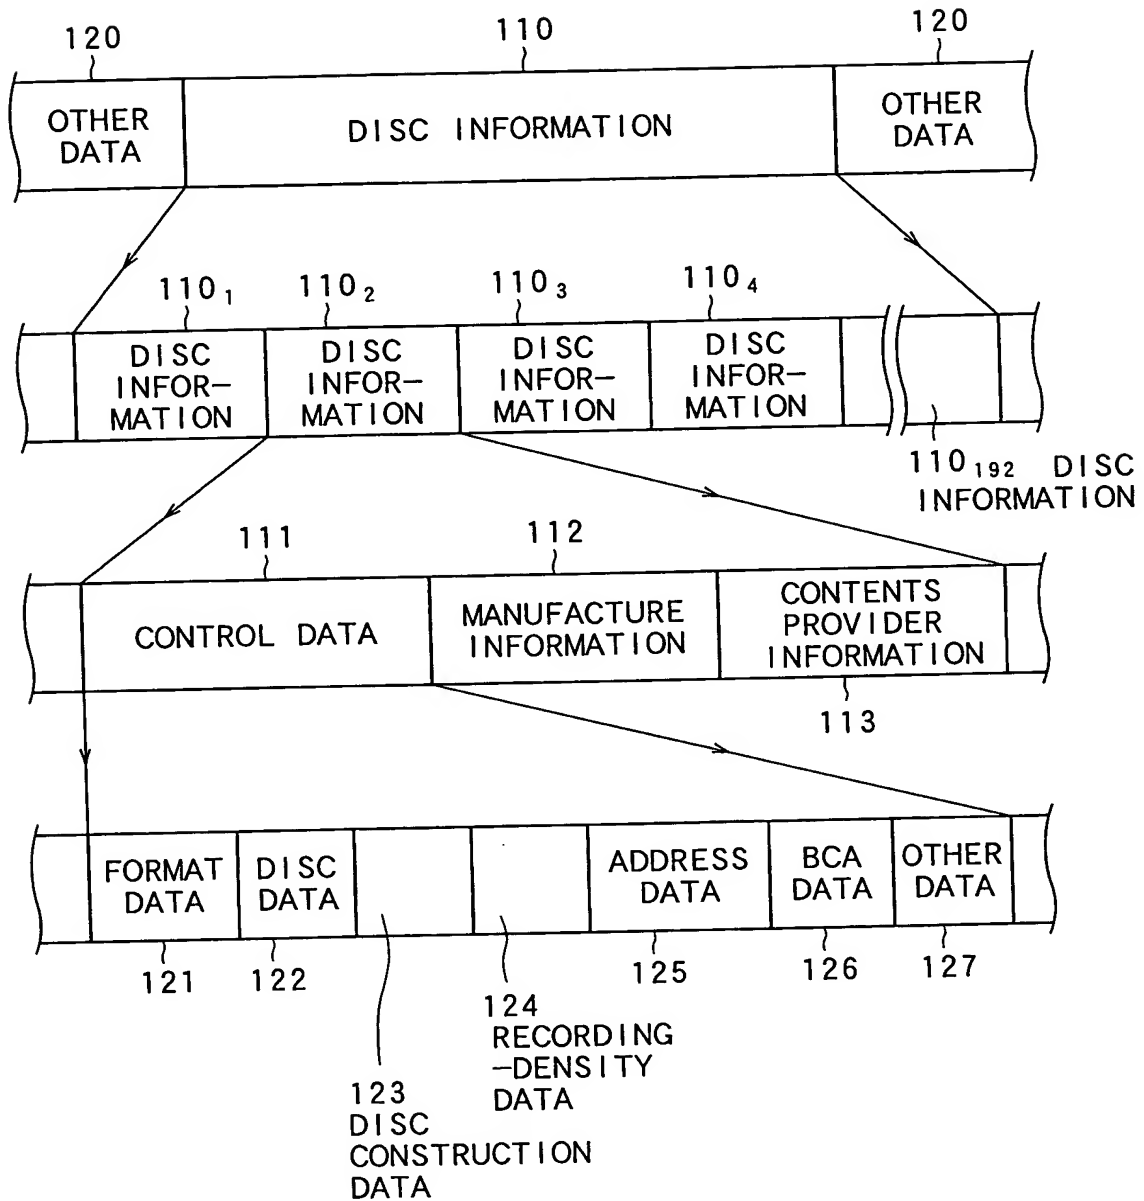 120 110 120
OTHER DATA
DISC INFORMATION
OTHER DATA
110₁ 110₂ 110₃ 110₄
DISC INFOR-MATION
DISC INFOR-MATION
DISC INFOR-MATION
DISC INFOR-MATION
110₁₉₂ DISC
INFORMATION
111 112
CONTROL DATA
MANUFACTURE
INFORMATION
CONTENTS
PROVIDER
INFORMATION
113
FORMAT
DATA
DISC
DATA
ADDRESS
DATA
BCA
DATA
OTHER
DATA
121 122 125 126 127
124
RECORDING
-DENSITY
DATA
123
DISC
CONSTRUCTION
DATA